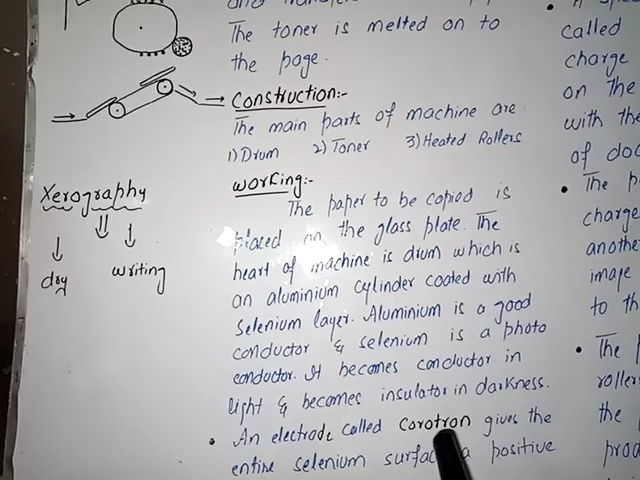 The toner is melted on to
the page.
Construction:-
The main parts of machine are
1) Drum 2) Toner 3) Heated Rollers
Xerography
dry
writing
Working:-
The paper to be copied is
placed on the glass plate. The
heart of machine is drum which is
an aluminium cylinder coated with
Selenium layer. Aluminium is a good
conductor & selenium is a photo
conductor. It becomes conductor in
light & becomes insulator in darkness.
• An electrode called Corotron gives the
entire selenium surface a positive
called
charge
on the
with the
of doc
• The p
charge
another
image
to th
• The p
roller
the p
prod